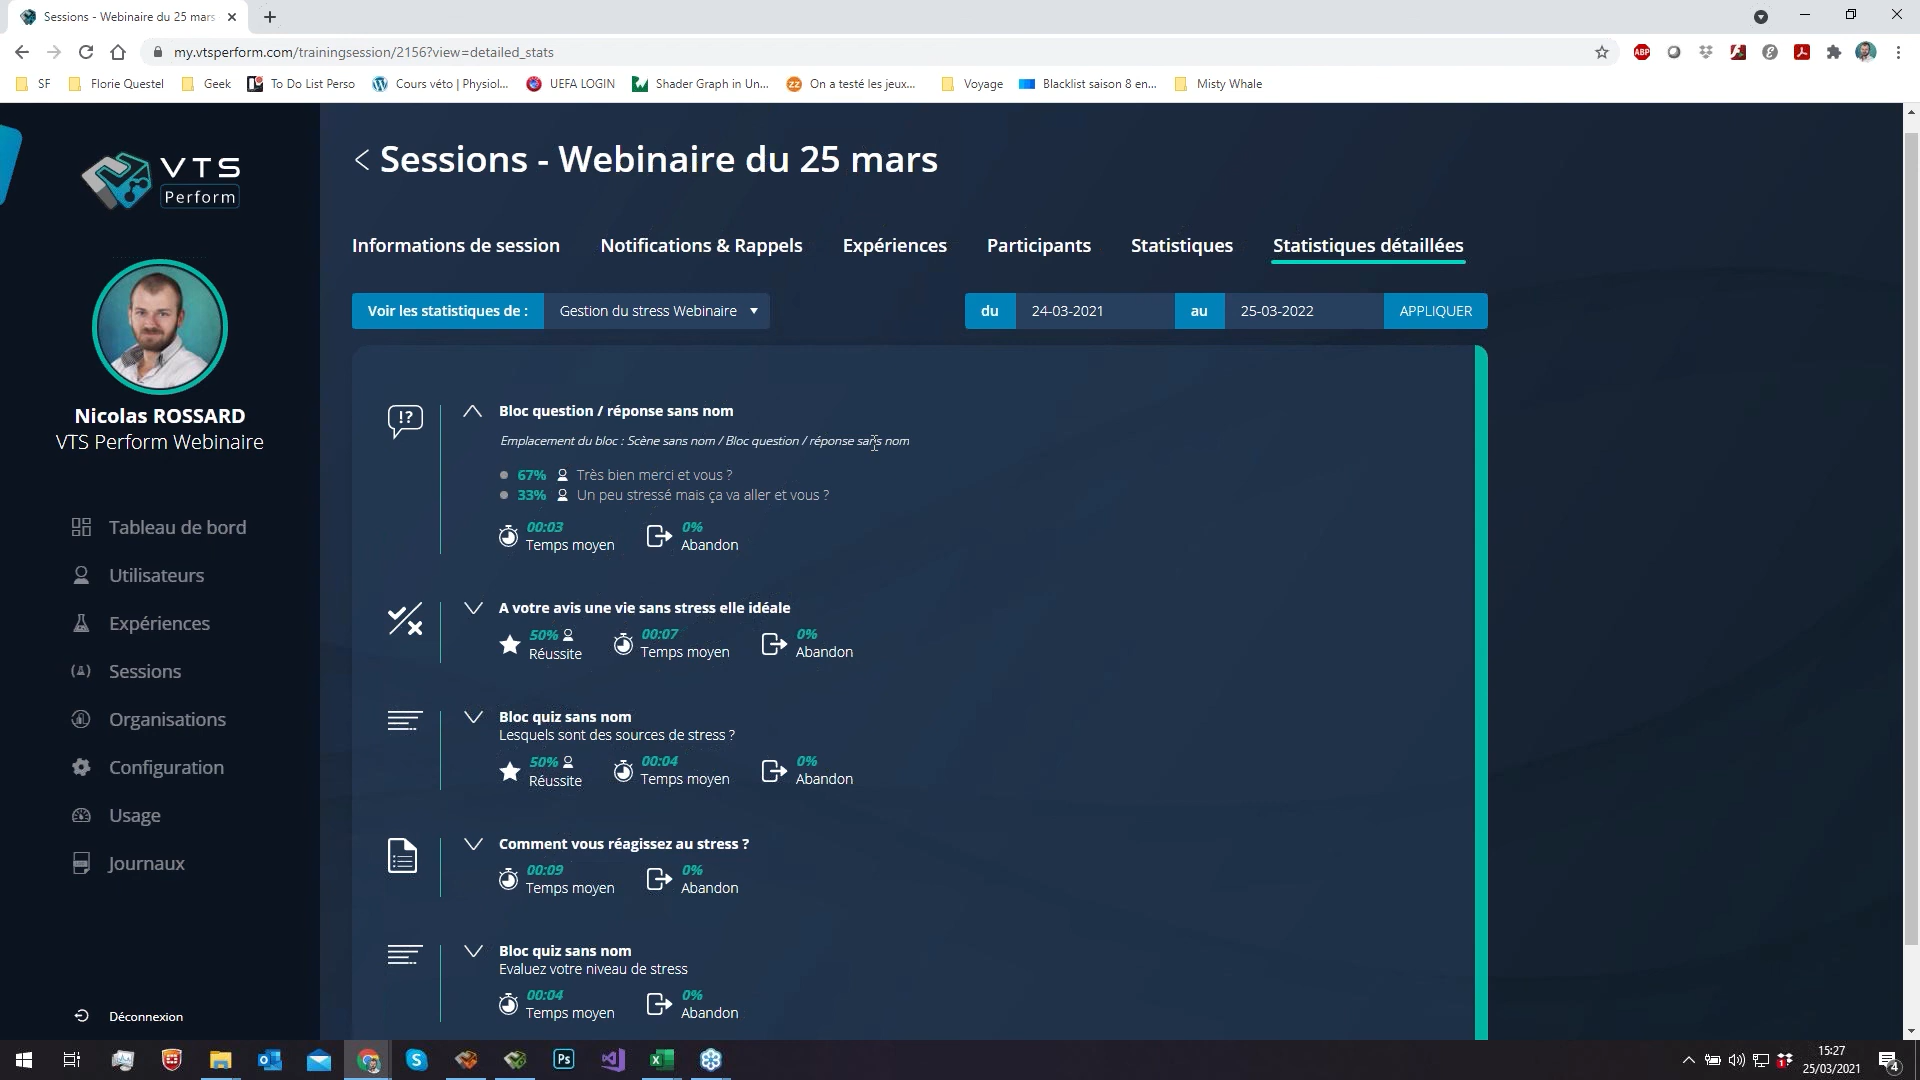 Sessions - Webinaire du 25 mars
my.vtsperform.com/trainingsession/2156?view=detailed_stats
ABP
SF
Florie Questel
Geek
To Do List Perso
Cours véto | Physiol...
UEFA LOGIN
Shader Graph in Un...
On a testé les jeux...
Voyage
Blacklist saison 8 en...
Misty Whale
VTS
Perform
Nicolas ROSSARD
VTS Perform Webinaire
Tableau de bord
Utilisateurs
Expériences
Sessions
Organisations
Configuration
Usage
Journaux
Déconnexion
< Sessions - Webinaire du 25 mars
Informations de session
Notifications & Rappels
Expériences
Participants
Statistiques
Statistiques détaillées
Voir les statistiques de :
Gestion du stress Webinaire
du
24-03-2021
au
25-03-2022
APPLIQUER
!?
Bloc question / réponse sans nom
Emplacement du bloc : Scène sans nom / Bloc question / réponse sans nom
67% Très bien merci et vous ?
33% Un peu stressé mais ça va aller et vous ?
00:03
Temps moyen
0%
Abandon
A votre avis une vie sans stress elle idéale
50%
Réussite
00:07
Temps moyen
0%
Abandon
Bloc quiz sans nom
Lesquels sont des sources de stress ?
50%
Réussite
00:04
Temps moyen
0%
Abandon
Comment vous réagissez au stress ?
00:09
Temps moyen
0%
Abandon
Bloc quiz sans nom
Evaluez votre niveau de stress
00:04
Temps moyen
0%
Abandon
Ps
15:27
25/03/2021
4